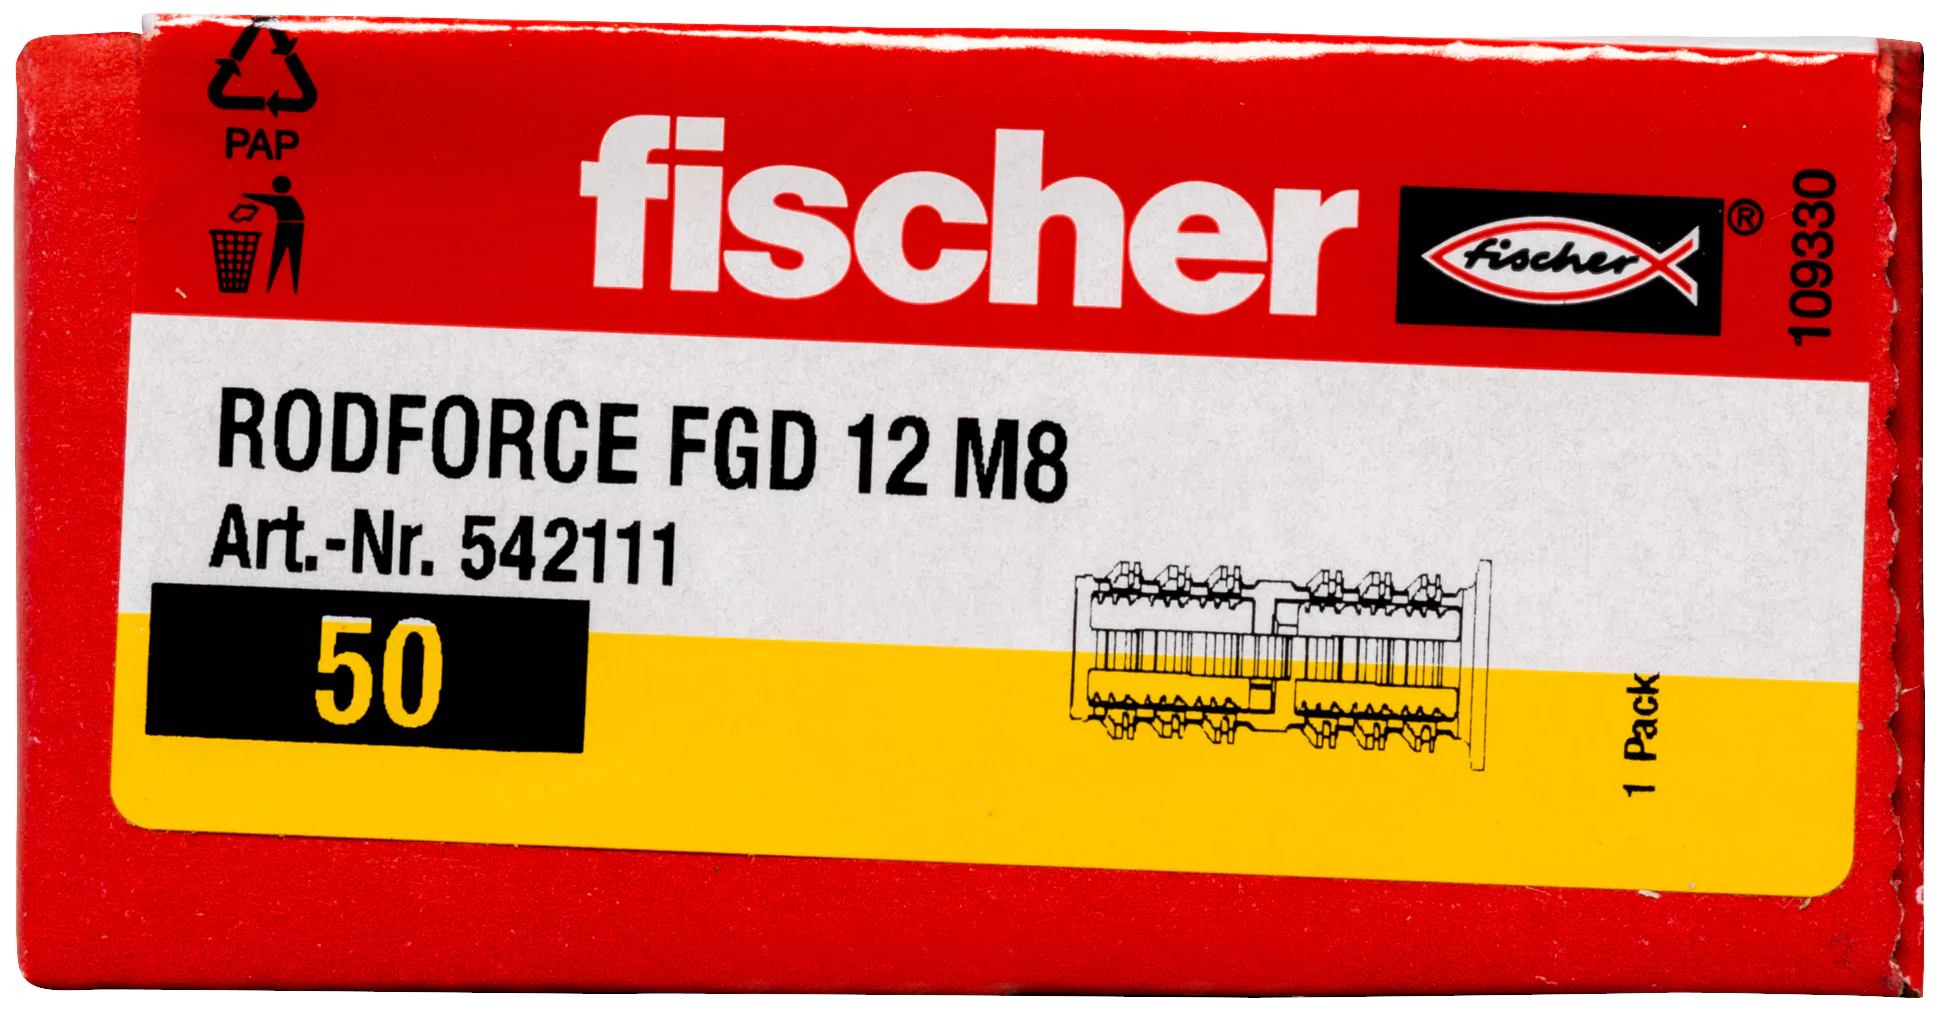 PAP
fischer
fischer
®
109330
RODFORCE FGD 12 M8
Art.-Nr. 542111
50
1 Pack